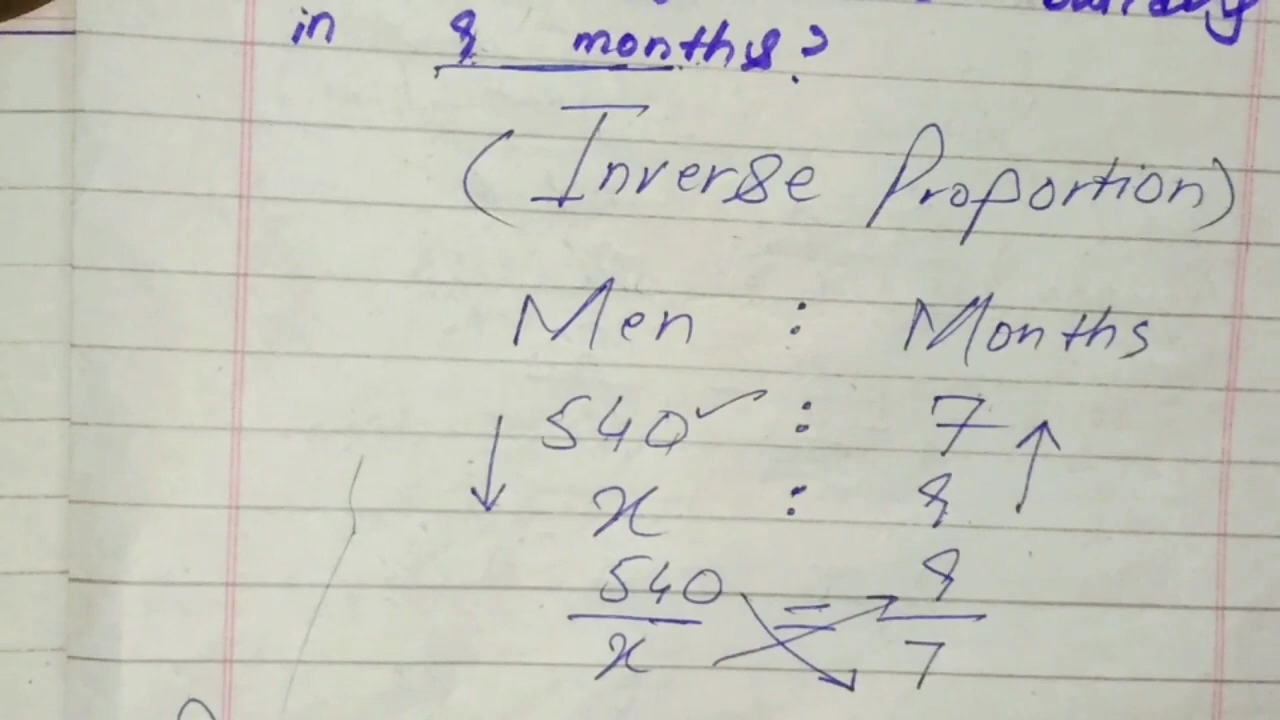 in 8 months?
(Inverse Proportion)
Men : Months
540 : 7
x : 8
540 = 8
x 7